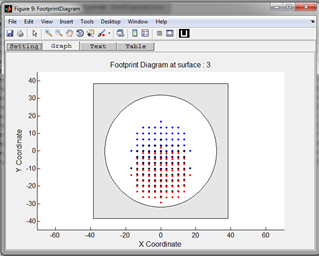 Figure 9: FootprintDiagram
File Edit View Insert Tools Desktop Window Help
Setting Graph Text Table
Footprint Diagram at surface : 3
40
30
20
10
0
-10
-20
-30
-40
Y Coordinate
-60 -40 -20 0 20 40 60
X Coordinate